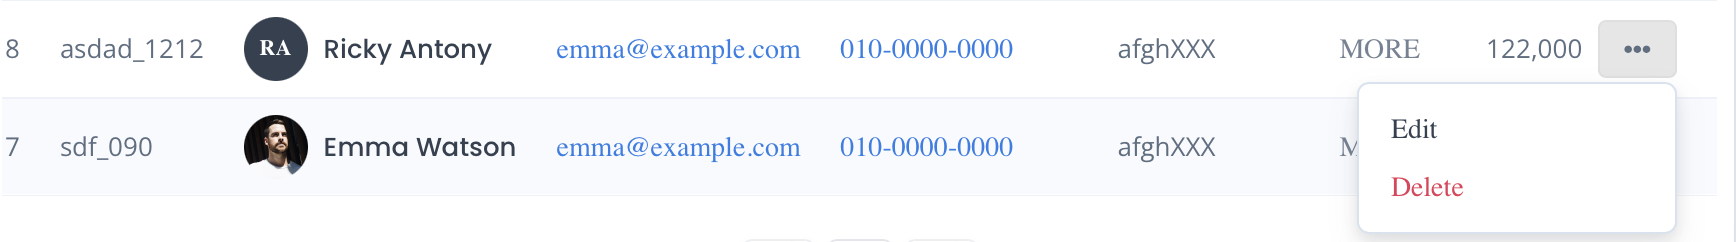 8 asdad_1212 RA Ricky Antony emma@example.com 010-0000-0000 afghXXX MORE 122,000 •••
7 sdf_090 Emma Watson emma@example.com 010-0000-0000 afghXXX
Edit
Delete